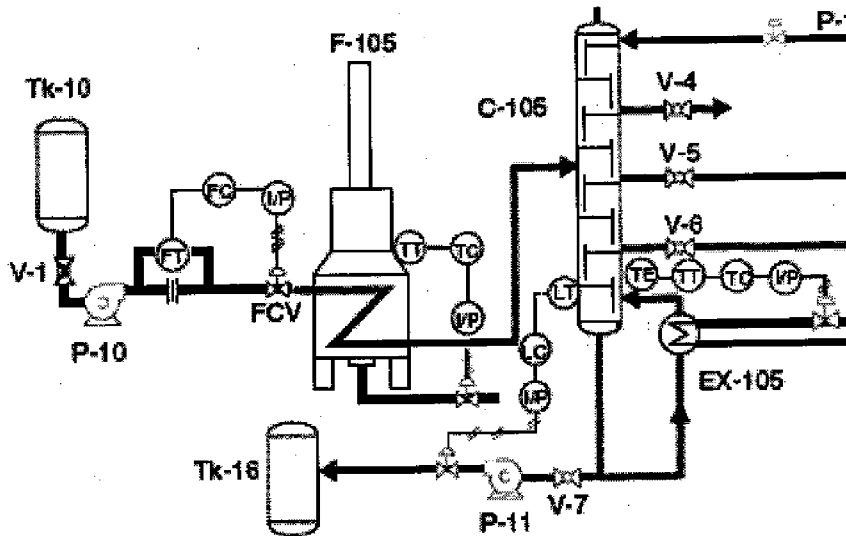 F-105
P-1
Tk-10
V-4
C-105
V-5
FC
I/P
FT
TT
TC
V-6
V-1
LT
TE
TT
TC
I/P
FCV
I/P
P-10
LC
EX-105
I/P
Tk-16
V-7
P-11